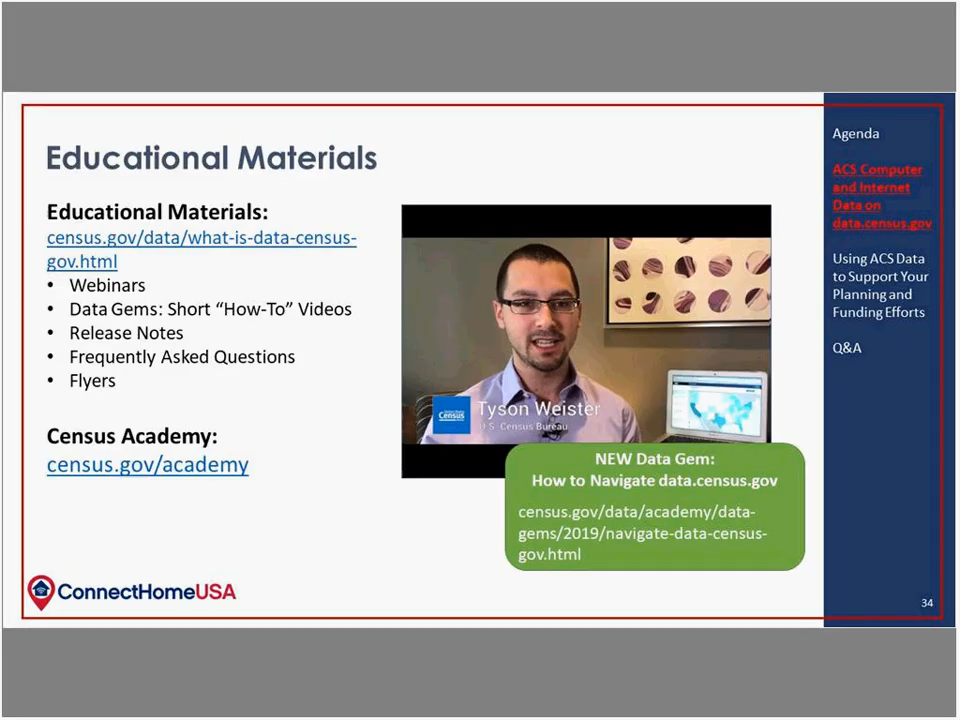 Educational Materials
Educational Materials:
census.gov/data/what-is-data-census-
gov.html
• Webinars
• Data Gems: Short “How-To” Videos
• Release Notes
• Frequently Asked Questions
• Flyers
Census Academy:
census.gov/academy
Census
Tyson Weister
U.S. Census Bureau
NEW Data Gem:
How to Navigate data.census.gov
census.gov/data/academy/data-
gems/2019/navigate-data-census-
gov.html
ConnectHomeUSA
Agenda
ACS Computer
and Internet
Data on
data.census.gov
Using ACS Data
to Support Your
Planning and
Funding Efforts
Q&A
34